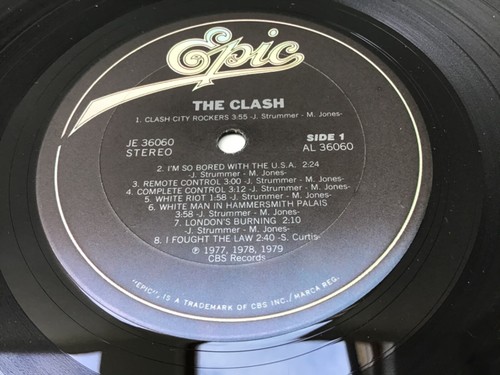 Epic
THE CLASH
1. CLASH CITY ROCKERS 3:55 -J. Strummer - M. Jones-
JE 36060
STEREO
SIDE 1
AL 36060
2. I'M SO BORED WITH THE U.S.A. 2:24
-J. Strummer - M. Jones-
3. REMOTE CONTROL 3:00 -J. Strummer - M. Jones-
4. COMPLETE CONTROL 3:12 -J. Strummer - M. Jones-
5. WHITE RIOT 1:58 -J. Strummer - M. Jones-
6. WHITE MAN IN HAMMERSMITH PALAIS
3:58 -J. Strummer - M. Jones-
7. LONDON'S BURNING 2:10
-J. Strummer - M. Jones-
8. I FOUGHT THE LAW 2:40 -S. Curtis-
℗ 1977, 1978, 1979
CBS Records
"EPIC", IS A TRADEMARK OF CBS INC./MARCA REG.